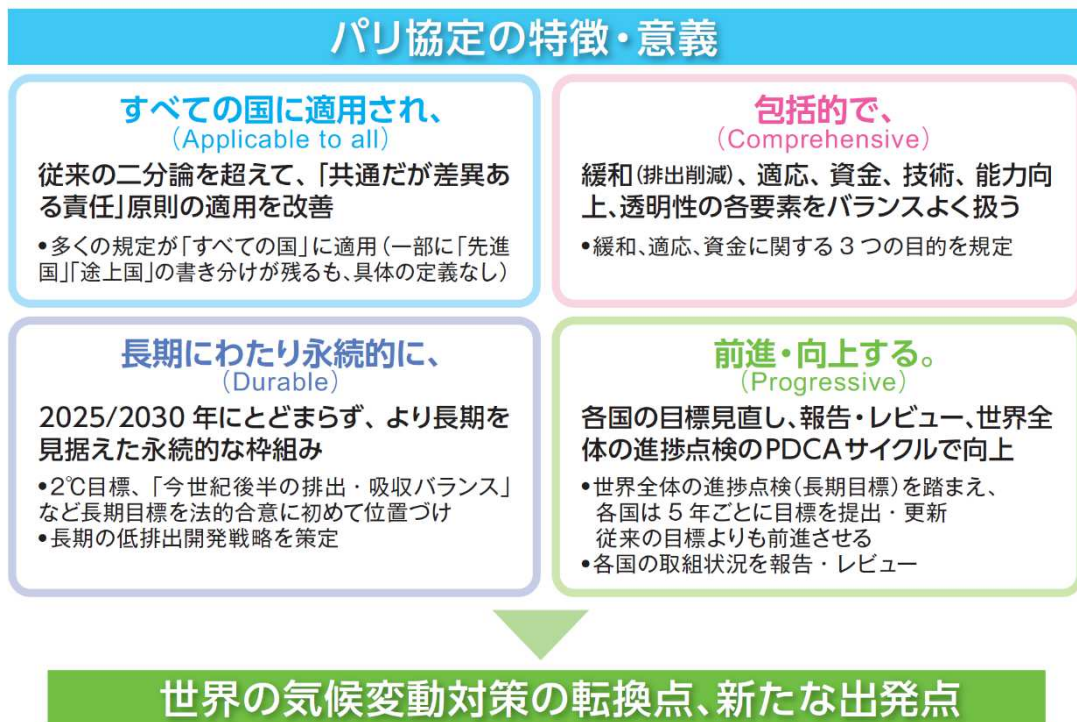 パリ協定の特徴・意義
すべての国に適用され、
(Applicable to all)
従来の二分論を超えて、「共通だが差異あ
る責任」原則の適用を改善
•多くの規定が「すべての国」に適用(一部に「先進
国」「途上国」の書き分けが残るも、具体の定義なし)
包括的で、
(Comprehensive)
緩和(排出削減)、適応、資金、技術、能力向
上、透明性の各要素をバランスよく扱う
•緩和、適応、資金に関する 3 つの目的を規定
長期にわたり永続的に、
(Durable)
2025/2030 年にとどまらず、より長期を
見据えた永続的な枠組み
•2℃目標、「今世紀後半の排出・吸収バランス」
など長期目標を法的合意に初めて位置づけ
•長期の低排出開発戦略を策定
前進・向上する。
(Progressive)
各国の目標見直し、報告・レビュー、世界全
体の進捗点検のPDCAサイクルで向上
•世界全体の進捗点検(長期目標)を踏まえ、
各国は 5 年ごとに目標を提出・更新
従来の目標よりも前進させる
•各国の取組状況を報告・レビュー
世界の気候変動対策の転換点、新たな出発点